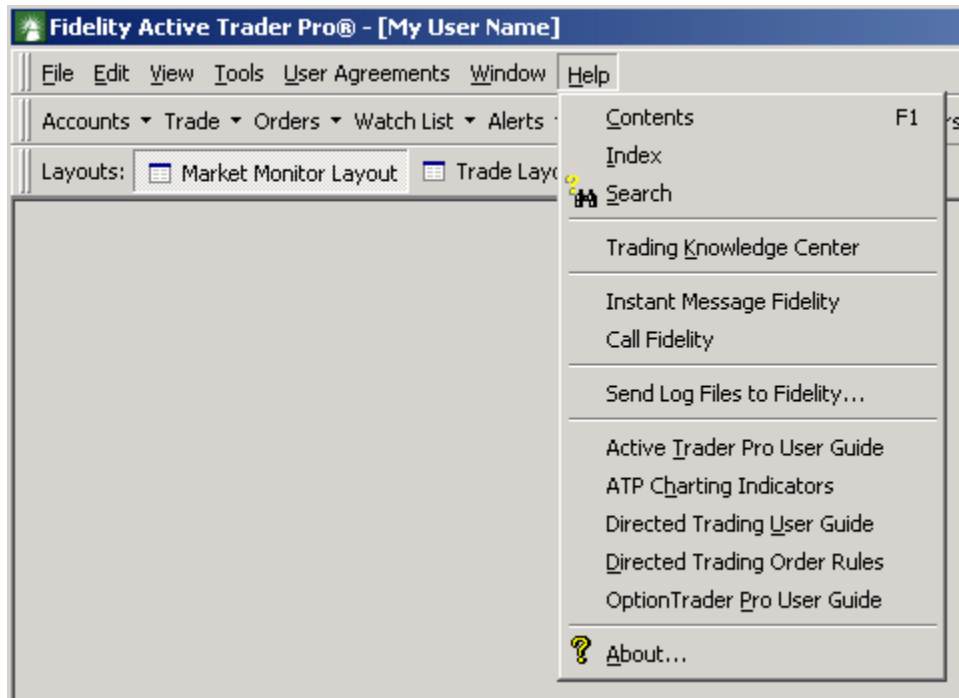 Fidelity Active Trader Pro® - [My User Name]
File Edit View Tools User Agreements Window Help
Accounts Trade Orders Watch List Alerts
Layouts: Market Monitor Layout Trade
Contents F1
Index
Search
Trading Knowledge Center
Instant Message Fidelity
Call Fidelity
Send Log Files to Fidelity...
Active Trader Pro User Guide
ATP Charting Indicators
Directed Trading User Guide
Directed Trading Order Rules
OptionTrader Pro User Guide
About...